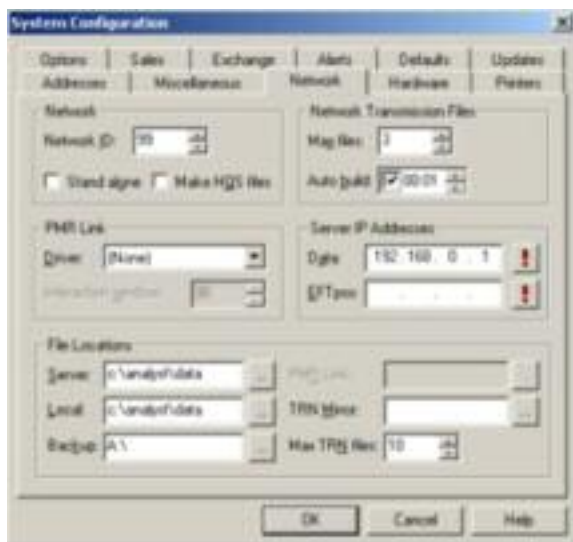 System Configuration
Options Sales Exchange Alerts Defaults Updates
Addresses Miscellaneous Network Hardware Printers
Network
Network ID: 99
Stand alone Make HQS files
Network Transmission Files
Mag files: 3
Auto build 00:01
PMR Link
Driver: (None)
Server IP Addresses
Data 192.168.0.1
EFTpos
File Locations
Server: c:\analyst\data
Local: c:\analyst\data
Backup: A:\
TRN Mirror
Max TRN files: 10
OK Cancel Help